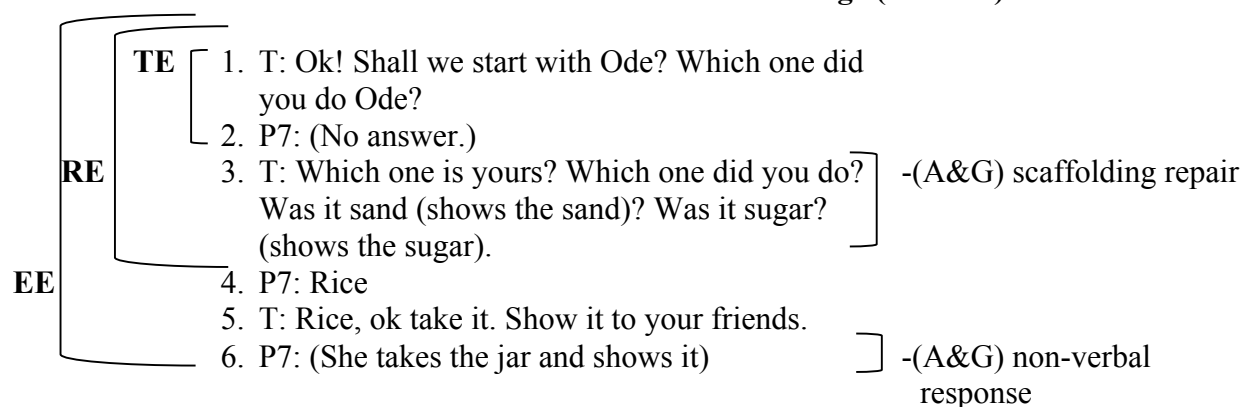 TE 1. T: Ok! Shall we start with Ode? Which one did
you do Ode?
2. P7: (No answer.)
RE 3. T: Which one is yours? Which one did you do? -(A&G) scaffolding repair
Was it sand (shows the sand)? Was it sugar?
(shows the sugar).
EE 4. P7: Rice
5. T: Rice, ok take it. Show it to your friends.
6. P7: (She takes the jar and shows it) -(A&G) non-verbal
response